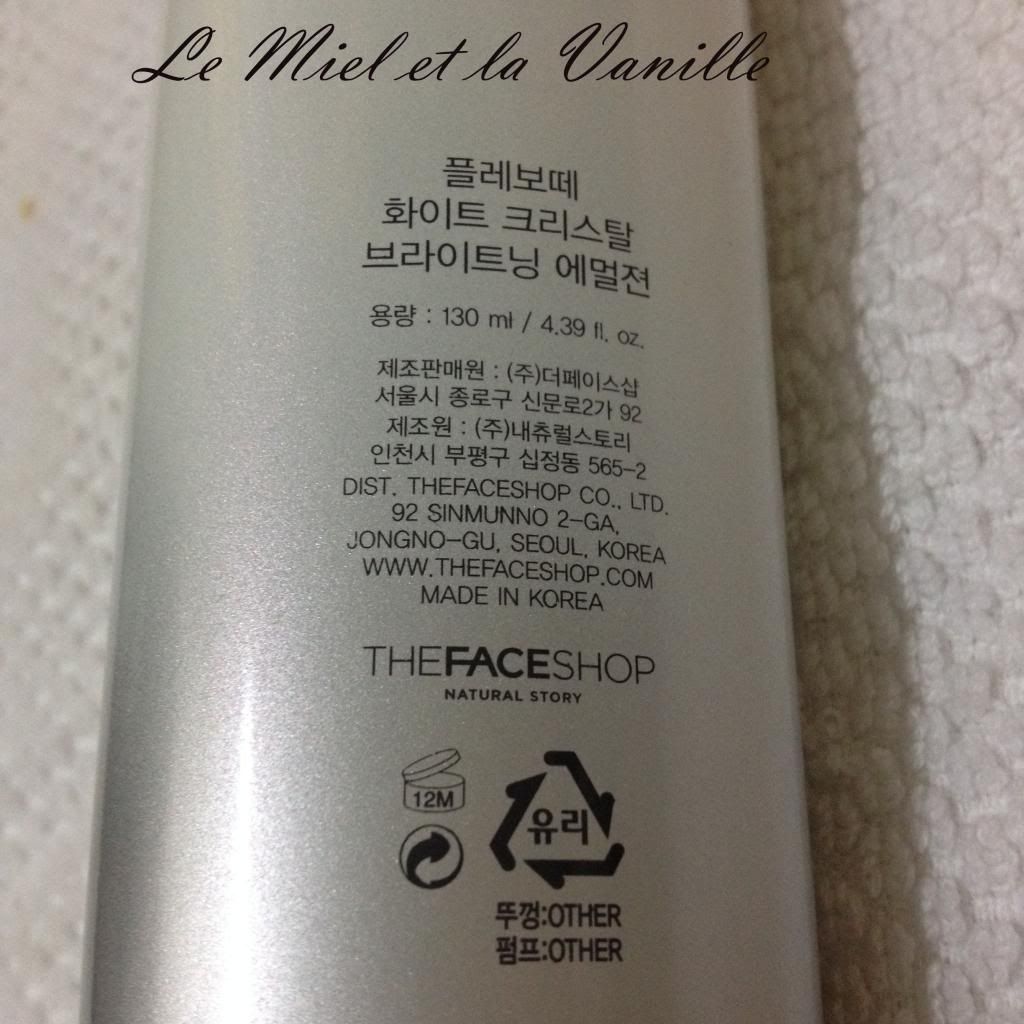 Le Miel et la Vanille
플레보떼
화이트 크리스탈
브라이트닝 에멀젼
용량 : 130 ml / 4.39 fl. oz.
제조판매원 : (주)더페이스샵
서울시 종로구 신문로2가 92
제조원 : (주)내츄럴스토리
인천시 부평구 십정동 565-2
DIST. THEFACESHOP CO., LTD.
92 SINMUNNO 2-GA,
JONGNO-GU, SEOUL, KOREA
WWW.THEFACESHOP.COM
MADE IN KOREA
THEFACESHOP
NATURAL STORY
12M
유리
뚜껑:OTHER
펌프:OTHER